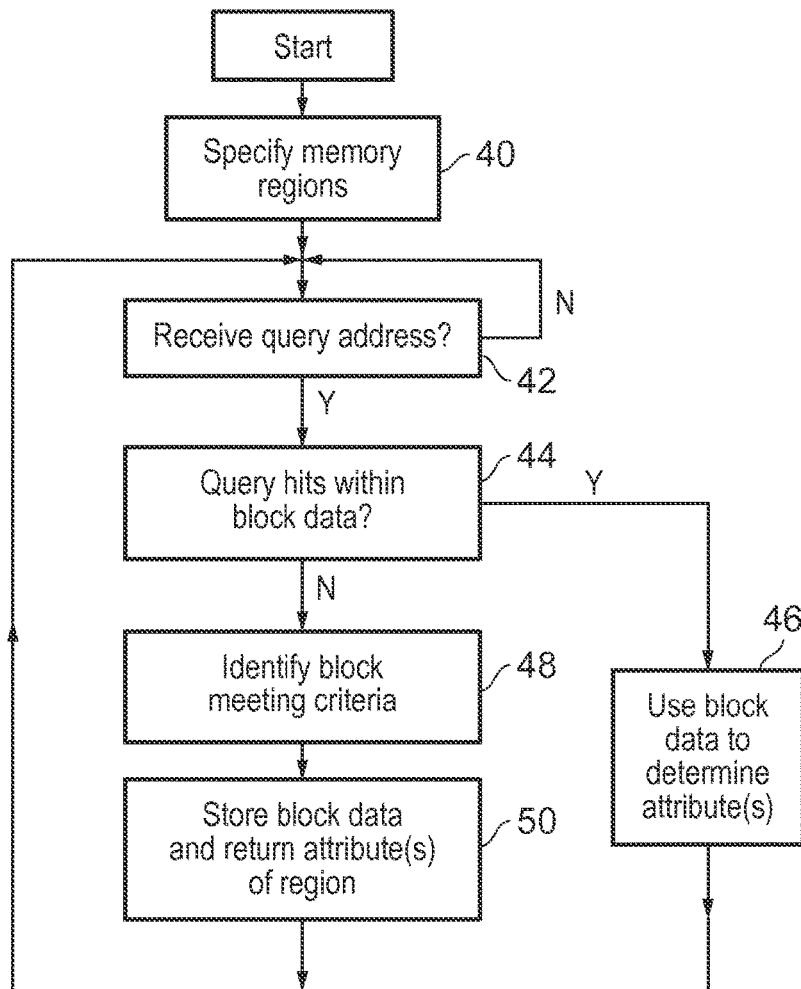 Start
Specify memory
regions
40
N
Receive query address?
42
Y
44
Query hits within
block data?
Y
N
46
Identify block
meeting criteria
48
Use block
data to
determine
attribute(s)
Store block data
and return attribute(s)
of region
50